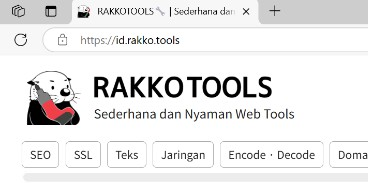 RAKKOTOOLS🔧 | Sederhana dan
https://id.rakko.tools
RAKKOTOOLS
Sederhana dan Nyaman Web Tools
SEO SSL Teks Jaringan Encode・Decode Doma